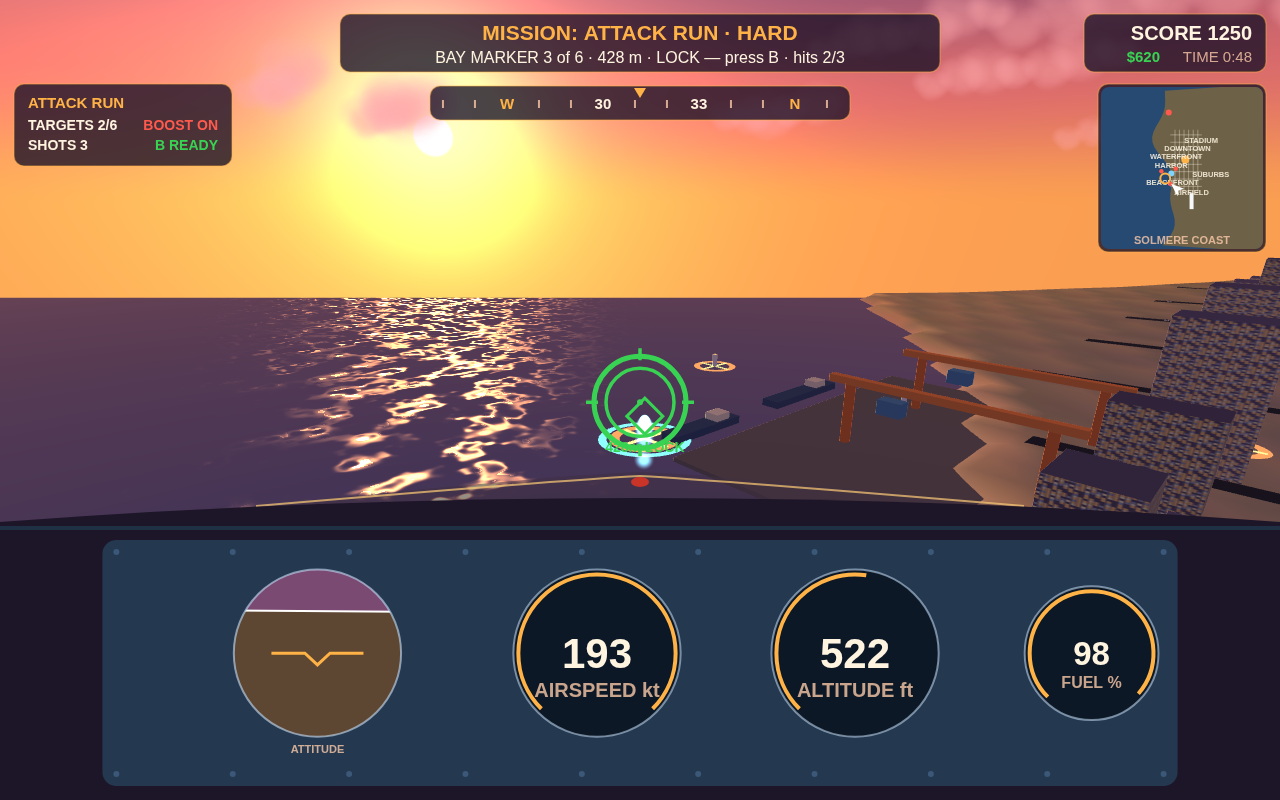 MISSION: ATTACK RUN · HARD
BAY MARKER 3 of 6 · 428 m · LOCK — press B · hits 2/3
SCORE 1250
$620 TIME 0:48
ATTACK RUN
TARGETS 2/6 BOOST ON
SHOTS 3 B READY
W 30 33 N
STADIUM
DOWNTOWN
WATERFRONT
HARBOR
SUBURBS
BEACHFRONT
AIRFIELD
SOLMERE COAST
193
AIRSPEED kt
522
ALTITUDE ft
98
FUEL %
ATTITUDE